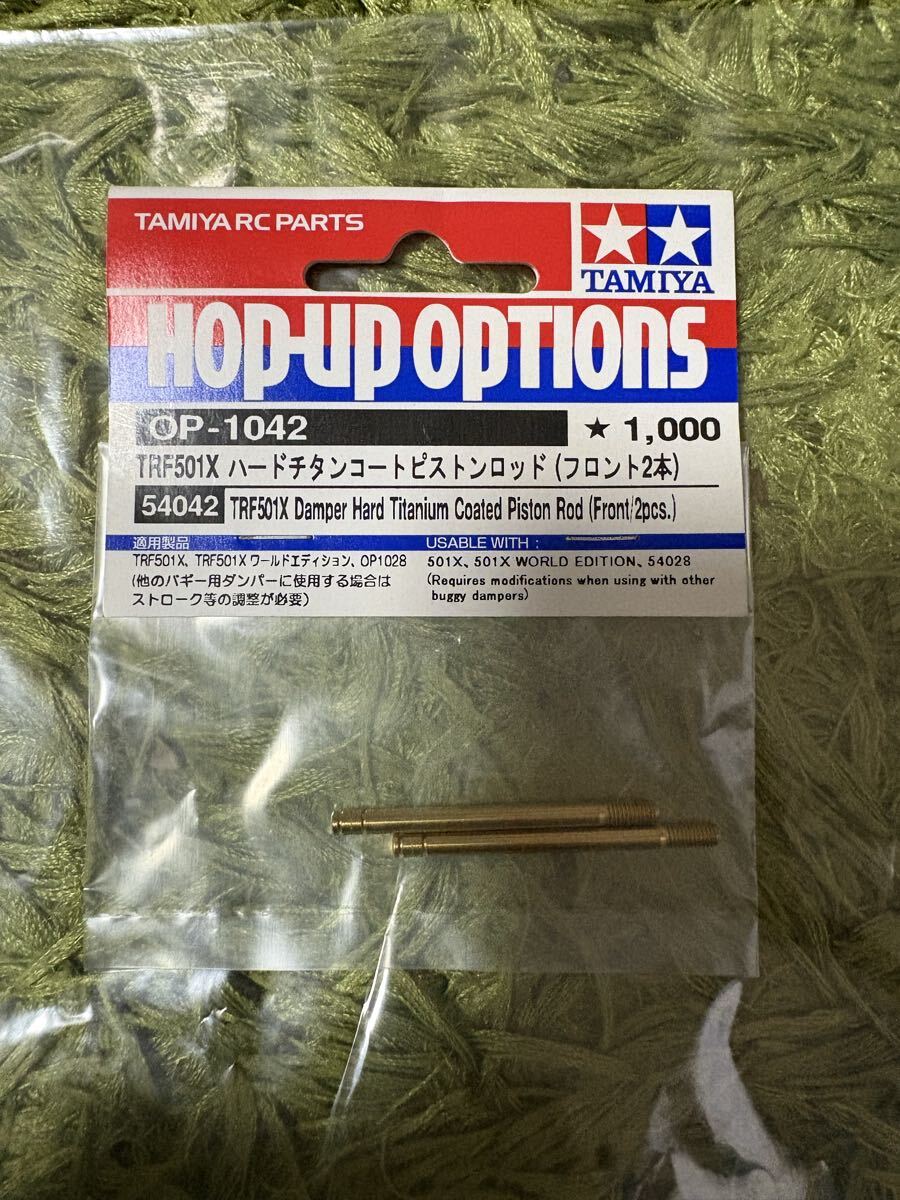 TAMIYA RC PARTS
TAMIYA
HOP-UP OPTIONS
OP-1042 ★ 1,000
TRF501X ハードチタンコートピストンロッド (フロント2本)
54042 TRF501X Damper Hard Titanium Coated Piston Rod (Front/2pcs.)
適用製品
TRF501X、TRF501X ワールドエディション、OP1028
(他のバギー用ダンパーに使用する場合は
ストローク等の調整が必要)
USABLE WITH :
501X、501X WORLD EDITION、54028
(Requires modifications when using with other
buggy dampers)